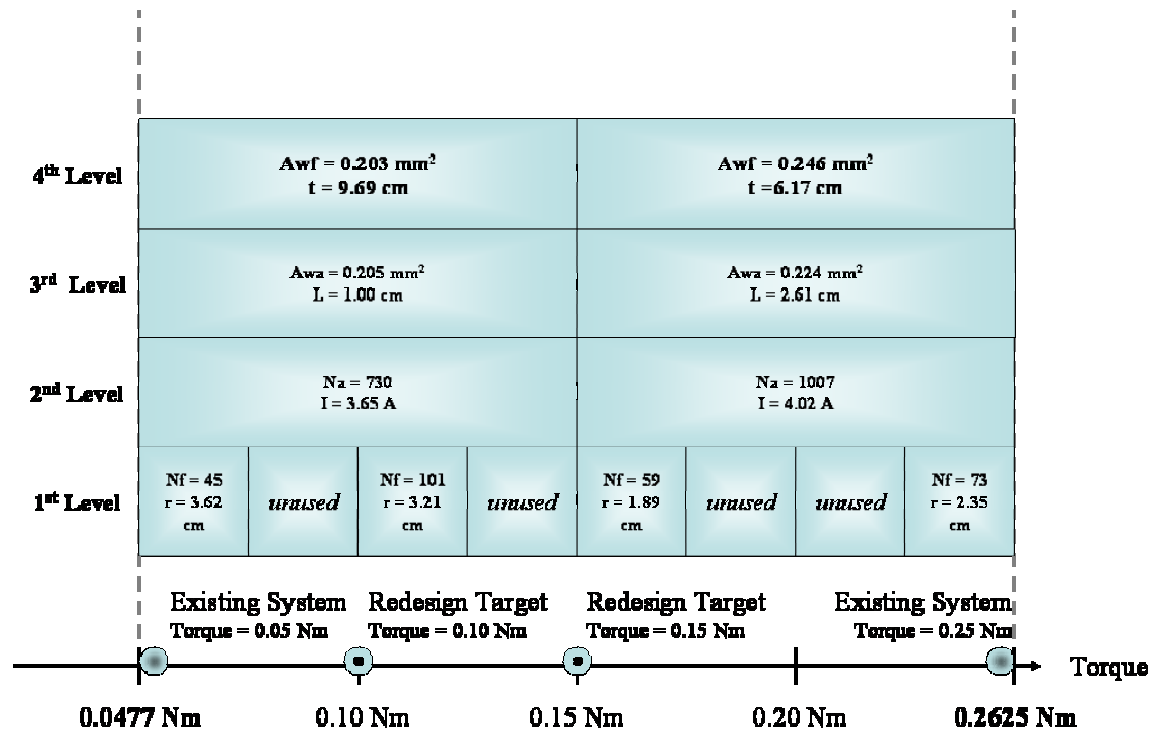 4th Level
Awf = 0.203 mm²
t = 9.69 cm
Awf = 0.246 mm²
t =6.17 cm
3rd Level
Awa = 0.205 mm²
L = 1.00 cm
Awa = 0.224 mm²
L = 2.61 cm
2nd Level
Na = 730
I = 3.65 A
Na = 1007
I = 4.02 A
1st Level
Nf = 45
r = 3.62
cm
unused
Nf = 101
r = 3.21
cm
unused
Nf = 59
r = 1.89
cm
unused
unused
Nf = 73
r = 2.35
cm
Existing System
Torque = 0.05 Nm
Redesign Target
Torque = 0.10 Nm
Redesign Target
Torque = 0.15 Nm
Existing System
Torque = 0.25 Nm
Torque
0.0477 Nm
0.10 Nm
0.15 Nm
0.20 Nm
0.2625 Nm